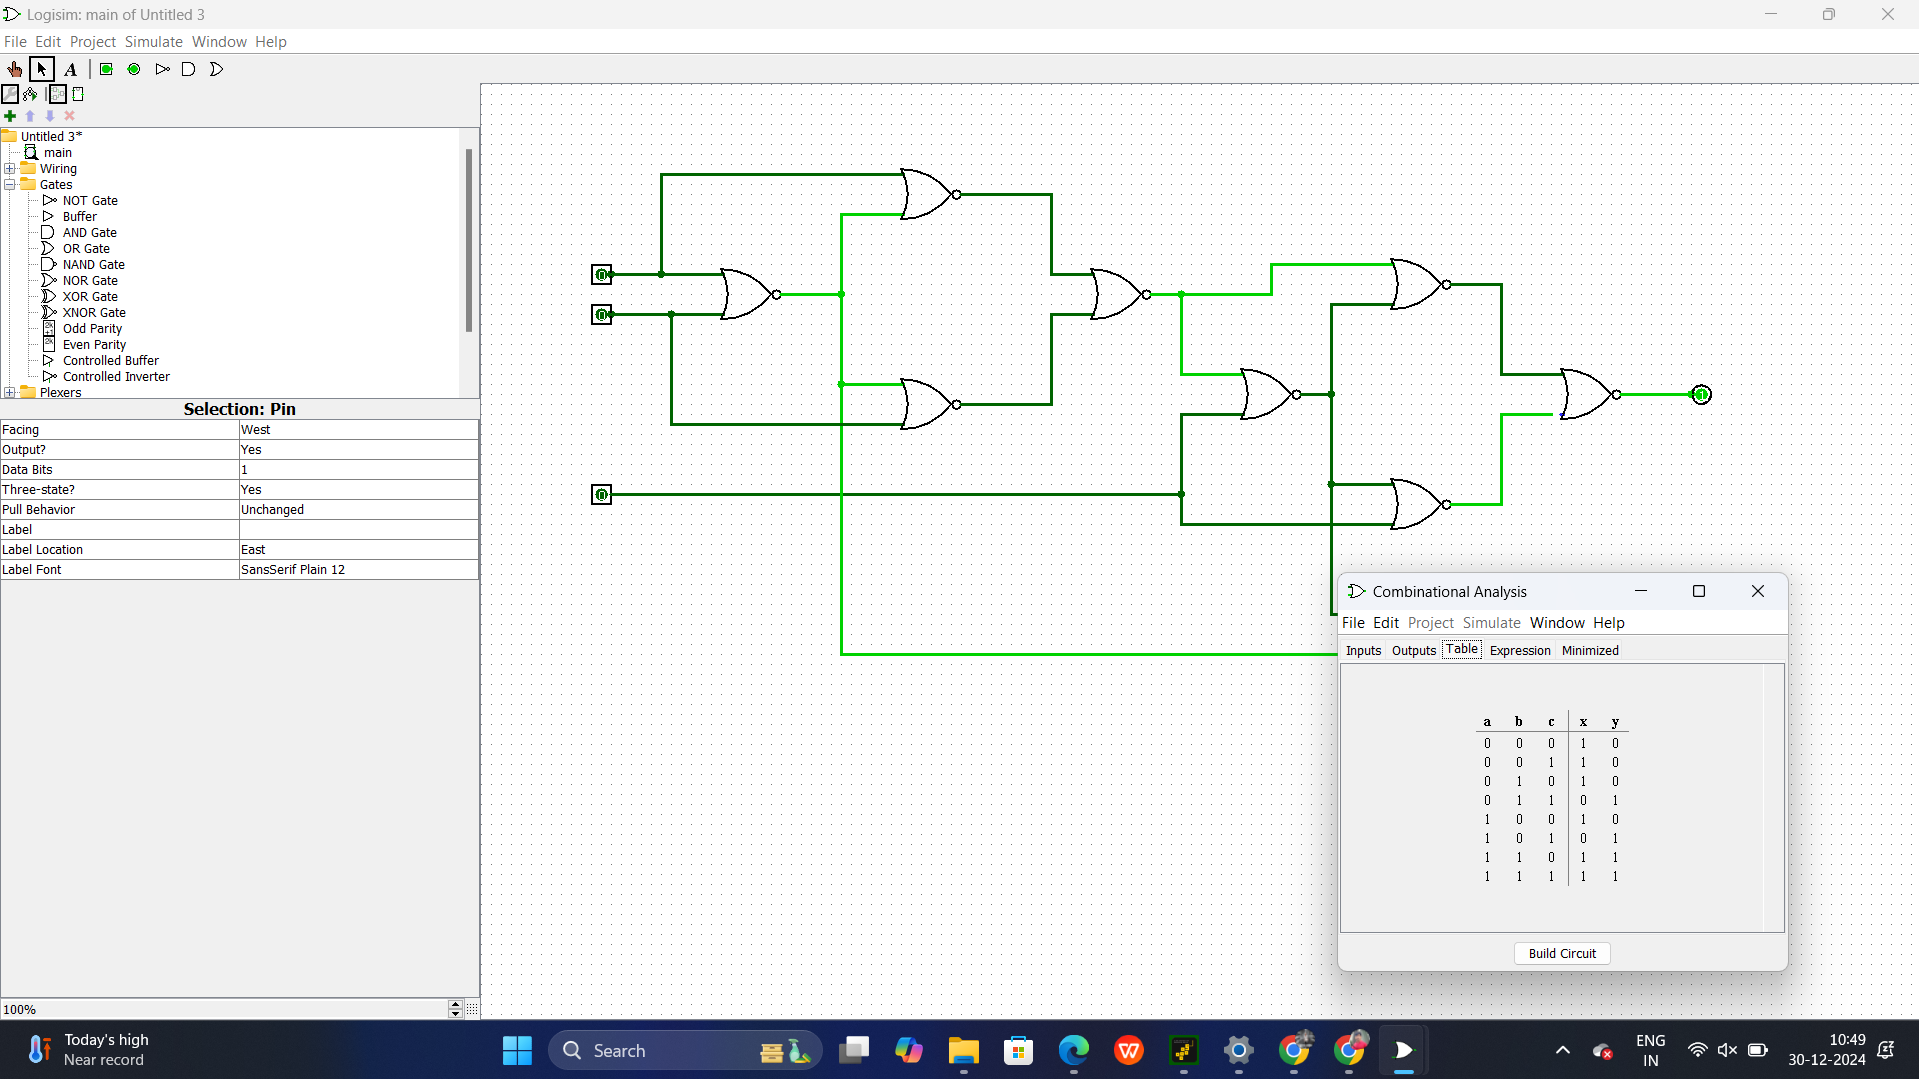 Logisim: main of Untitled 3
File Edit Project Simulate Window Help
A
Untitled 3*
main
Wiring
Gates
NOT Gate
Buffer
AND Gate
OR Gate
NAND Gate
NOR Gate
XOR Gate
XNOR Gate
Odd Parity
Even Parity
Controlled Buffer
Controlled Inverter
Plexers
Selection: Pin
Facing West
Output? Yes
Data Bits 1
Three-state? Yes
Pull Behavior Unchanged
Label
Label Location East
Label Font SansSerif Plain 12
100%
0
0
0
1
Combinational Analysis
File Edit Project Simulate Window Help
Inputs Outputs Table Expression Minimized
a b c x y
0 0 0 1 0
0 0 1 1 0
0 1 0 1 0
0 1 1 0 1
1 0 0 1 0
1 0 1 0 1
1 1 0 1 1
1 1 1 1 1
Build Circuit
Today's high
Near record
Search
W
ENG
IN
10:49
30-12-2024